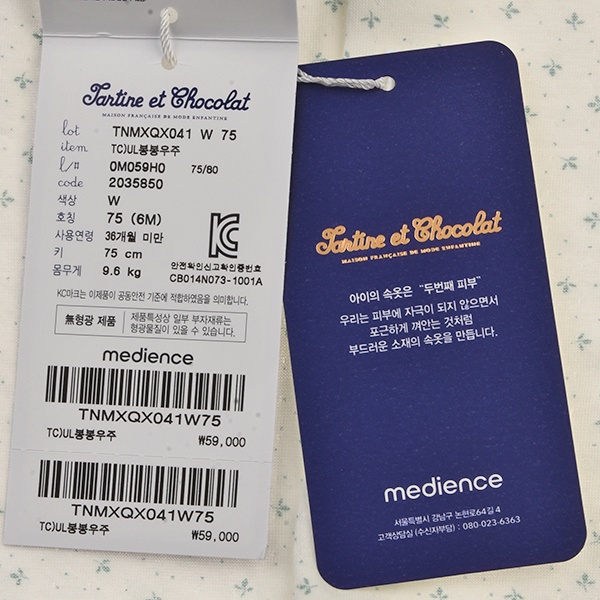 Tartine et Chocolat
MAISON FRANÇAISE DE MODE ENFANTINE
lot TNMXQX041 W 75
item TC)UL봉봉우주
l/# 0M059H0 75/80
code 2035850
색상 W
호칭 75 (6M)
사용연령 36개월 미만
키 75 cm
몸무게 9.6 kg
안전확인신고확인증번호
CB014N073-1001A
KC마크는 이제품이 공동안전 기준에 적합하였음을 의미합니다.
無형광 제품
제품특성상 일부 부자재류는
형광물질이 있을 수 있습니다.
medience
TNMXQX041W75
TC)UL봉봉우주 ₩59,000
TNMXQX041W75
TC)UL봉봉우주 ₩59,000
Tartine et Chocolat
MAISON FRANÇAISE DE MODE ENFANTINE
아이의 속옷은 “두번째 피부”
우리는 피부에 자극이 되지 않으면서
포근하게 껴안는 것처럼
부드러운 소재의 속옷을 만듭니다.
medience
서울특별시 강남구 논현로64길 4
고객상담실 (수신자부담) : 080-023-6363